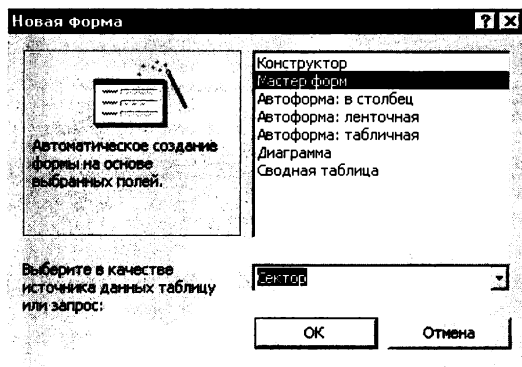 Новая форма
Автоматическое создание
формы на основе
выбранных полей.
Конструктор
Мастер форм
Автоформа: в столбец
Автоформа: ленточная
Автоформа: табличная
Диаграмма
Сводная таблица
Выберите в качестве
источника данных таблицу
или запрос:
Сектор
ОК
Отмена